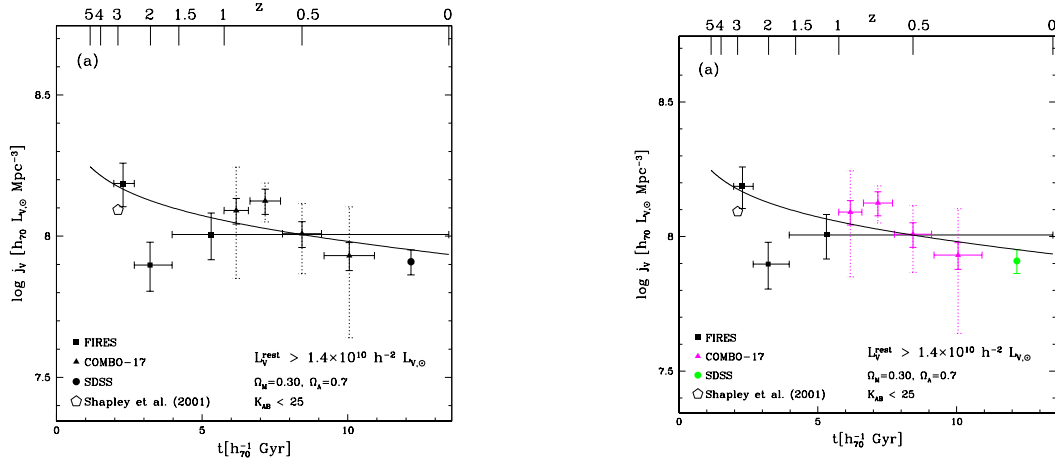 5 4 3 2 1.5 1 z 0.5 0
(a)
8.5
8
7.5
log j_V [h_70 L_V,⊙ Mpc^-3]
FIRES
COMBO-17
SDSS
Shapley et al. (2001)
L_V^rest > 1.4×10^10 h^-2 L_V,⊙
Ω_M=0.30, Ω_Λ=0.7
K_AB < 25
0 5 10
t[h_70^-1 Gyr]
5 4 3 2 1.5 1 z 0.5 0
(a)
8.5
8
7.5
log j_V [h_70 L_V,⊙ Mpc^-3]
FIRES
COMBO-17
SDSS
Shapley et al. (2001)
L_V^rest > 1.4×10^10 h^-2 L_V,⊙
Ω_M=0.30, Ω_Λ=0.7
K_AB < 25
0 5 10
t[h_70^-1 Gyr]